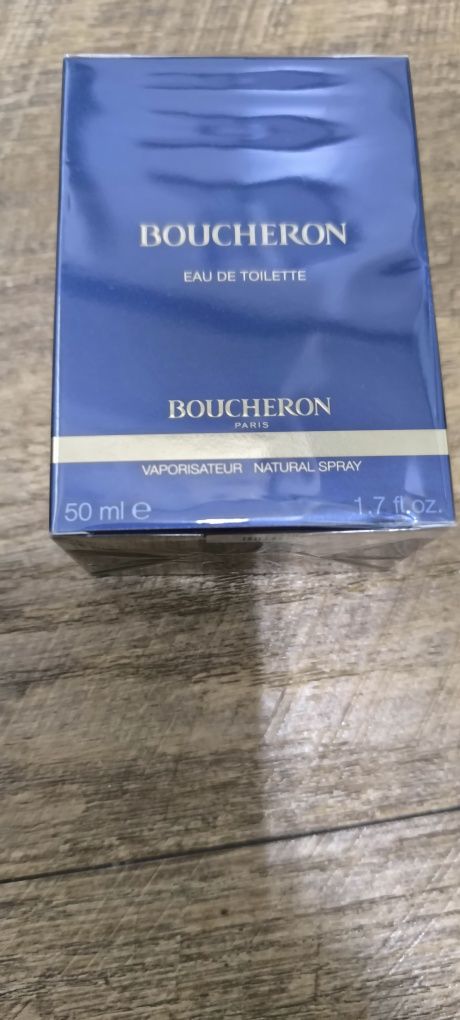 BOUCHERON
EAU DE TOILETTE
BOUCHERON
PARIS
VAPORISATEUR NATURAL SPRAY
50 ml ℮ 1.7 fl.oz.